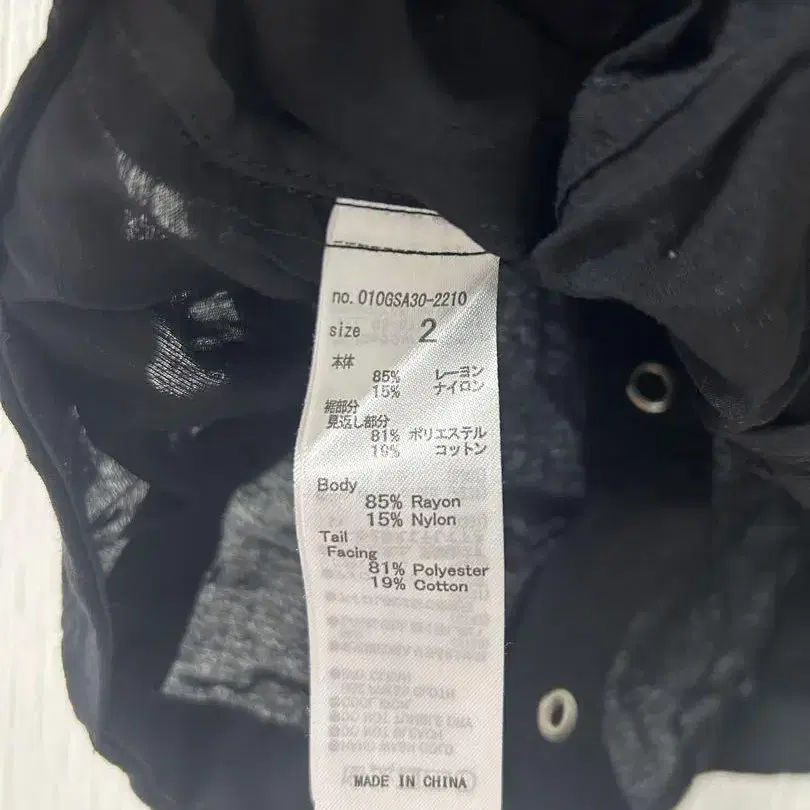 no. 010GSA30-2210
size 2
本体
85% レーヨン
15% ナイロン
裾部分
見返し部分
81% ポリエステル
19% コットン
Body
85% Rayon
15% Nylon
Tail
Facing
81% Polyester
19% Cotton
MADE IN CHINA